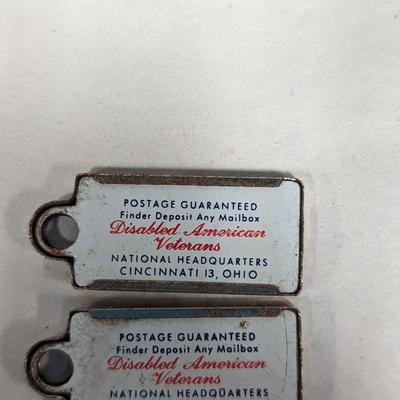 POSTAGE GUARANTEED
Finder Deposit Any Mailbox
Disabled American
Veterans
NATIONAL HEADQUARTERS
CINCINNATI 13, OHIO
POSTAGE GUARANTEED
Finder Deposit Any Mailbox
Disabled American
Veterans
NATIONAL HEADQUARTERS